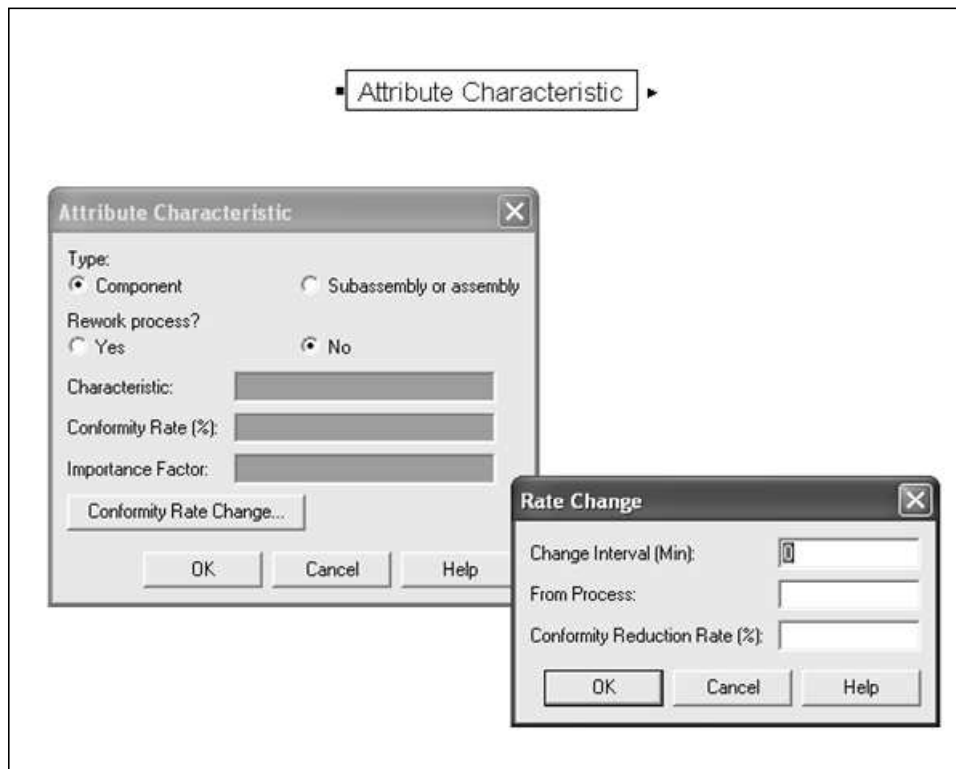 Attribute Characteristic
Attribute Characteristic
Type:
Component Subassembly or assembly
Rework process?
Yes No
Characteristic:
Conformity Rate (%):
Importance Factor:
Conformity Rate Change...
OK Cancel Help
Rate Change
Change Interval (Min): 0
From Process:
Conformity Reduction Rate (%):
OK Cancel Help